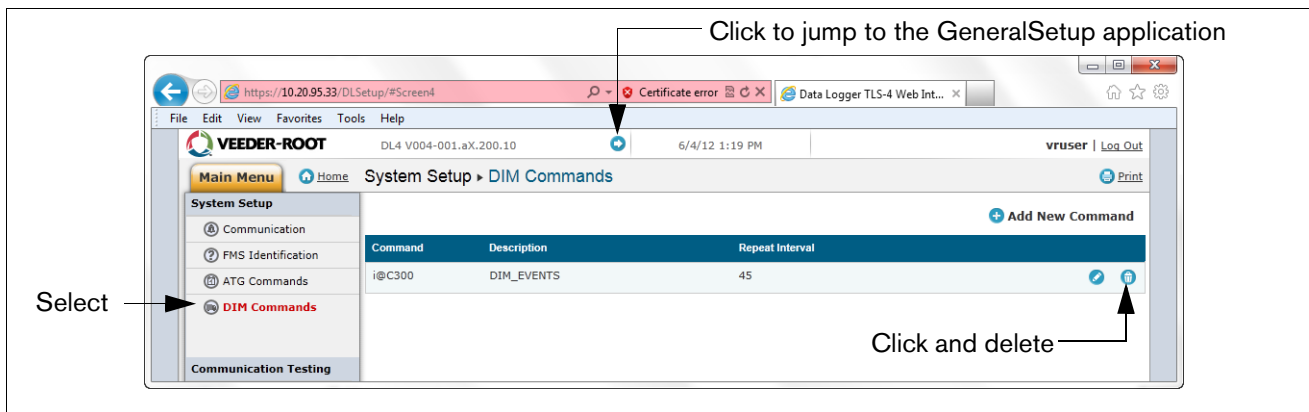 Click to jump to the GeneralSetup application
https://10.20.95.33/DLSetup/#Screen4
Certificate error
Data Logger TLS-4 Web Int...
File Edit View Favorites Tools Help
VEEDER-ROOT
DL4 V004-001.aX.200.10
6/4/12 1:19 PM
vruser | Log Out
Main Menu
Home
System Setup ▸ DIM Commands
Print
System Setup
Add New Command
Communication
Command Description Repeat Interval
FMS Identification
i@C300 DIM_EVENTS 45
ATG Commands
Select
DIM Commands
Click and delete
Communication Testing